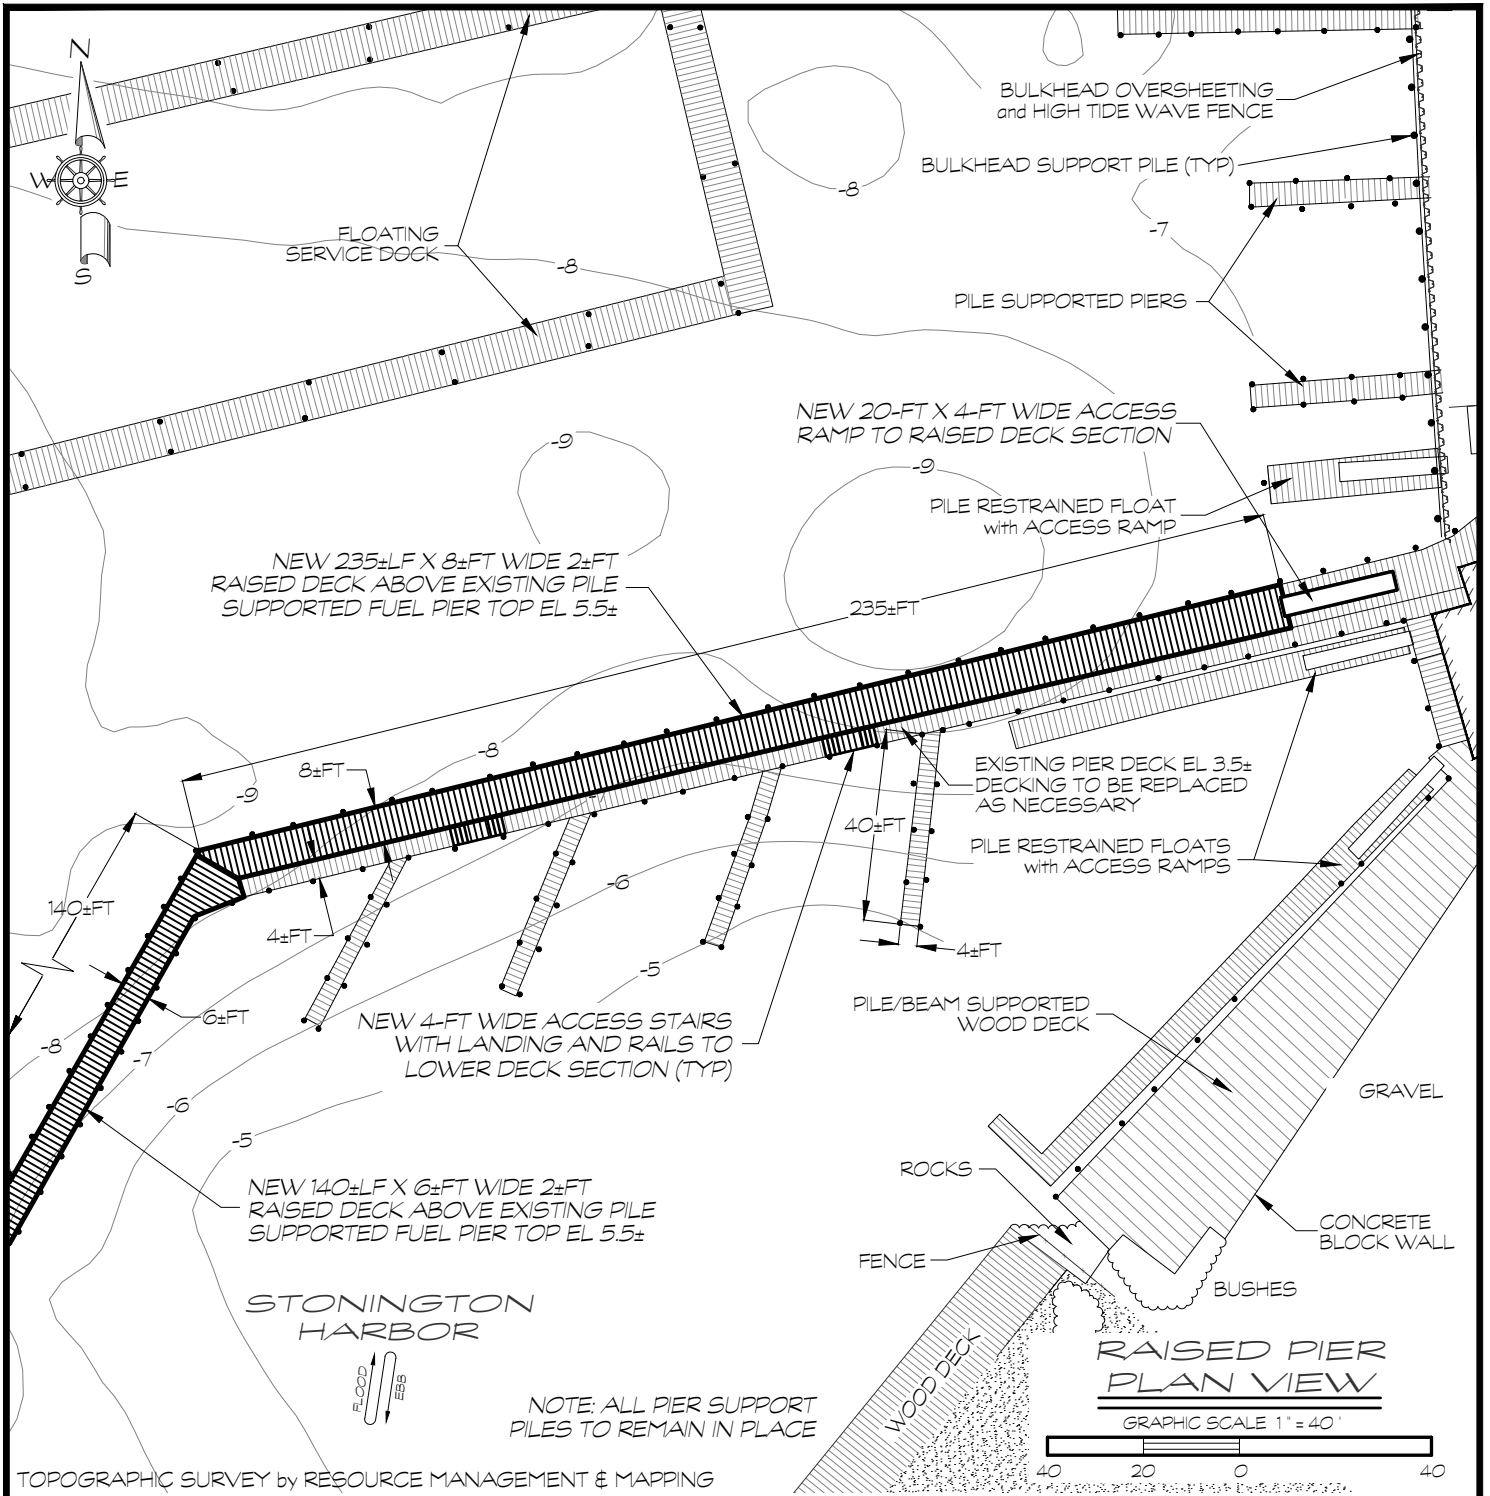 N
W E
S
FLOATING
SERVICE DOCK
-8
-8
-7
BULKHEAD OVERSHEETING
and HIGH TIDE WAVE FENCE
BULKHEAD SUPPORT PILE (TYP)
PILE SUPPORTED PIERS
NEW 20-FT X 4-FT WIDE ACCESS
RAMP TO RAISED DECK SECTION
-9
-9
PILE RESTRAINED FLOAT
with ACCESS RAMP
NEW 235±LF X 8±FT WIDE 2±FT
RAISED DECK ABOVE EXISTING PILE
SUPPORTED FUEL PIER TOP EL 5.5±
235±FT
-8
8±FT
-9
EXISTING PIER DECK EL 3.5±
DECKING TO BE REPLACED
AS NECESSARY
40±FT
PILE RESTRAINED FLOATS
with ACCESS RAMPS
-6
140±FT
4±FT
4±FT
-5
PILE/BEAM SUPPORTED
WOOD DECK
6±FT
NEW 4-FT WIDE ACCESS STAIRS
WITH LANDING AND RAILS TO
LOWER DECK SECTION (TYP)
-8
-7
-6
-5
GRAVEL
ROCKS
NEW 140±LF X 6±FT WIDE 2±FT
RAISED DECK ABOVE EXISTING PILE
SUPPORTED FUEL PIER TOP EL 5.5±
CONCRETE
BLOCK WALL
FENCE
BUSHES
STONINGTON
HARBOR
FLOOD
EBB
WOOD DECK
NOTE: ALL PIER SUPPORT
PILES TO REMAIN IN PLACE
RAISED PIER
PLAN VIEW
GRAPHIC SCALE 1" = 40'
40 20 0 40
TOPOGRAPHIC SURVEY by RESOURCE MANAGEMENT & MAPPING